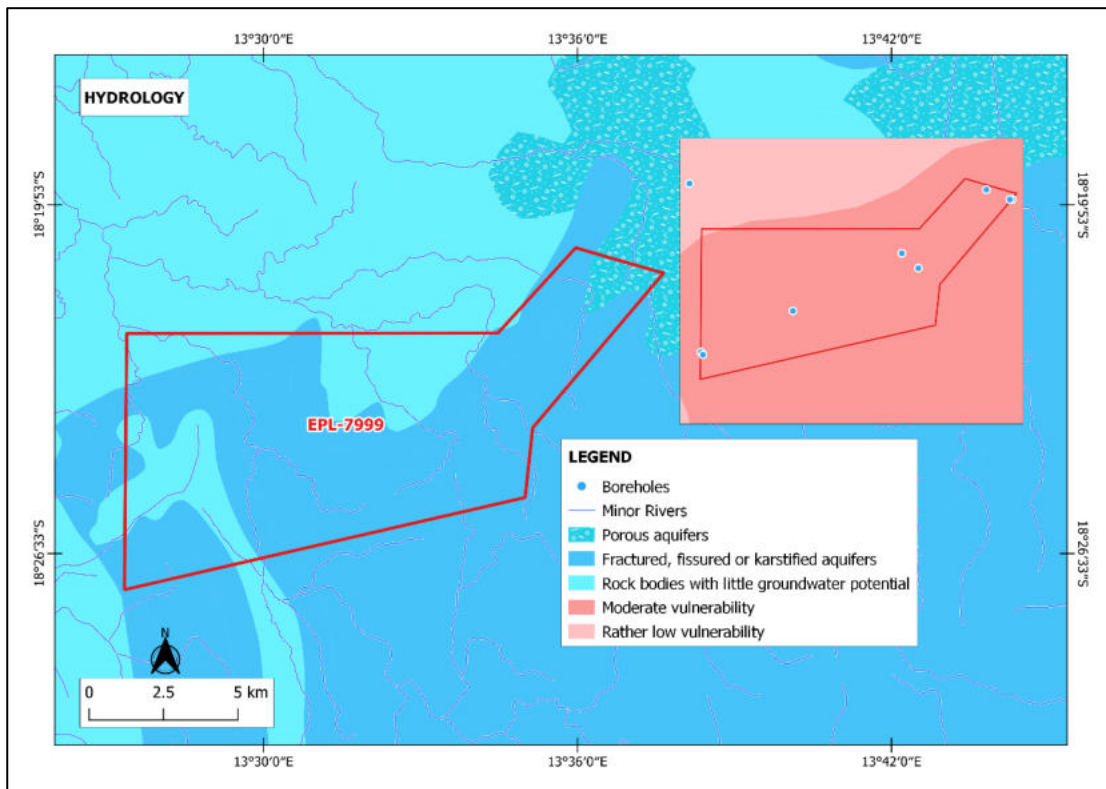 13°30'0"E 13°36'0"E 13°42'0"E
HYDROLOGY
18°19'53"S 18°19'53"S
EPL-7999
LEGEND
Boreholes
Minor Rivers
Porous aquifers
Fractured, fissured or karstified aquifers
Rock bodies with little groundwater potential
Moderate vulnerability
Rather low vulnerability
18°26'33"S 18°26'33"S
N
0 2.5 5 km
13°30'0"E 13°36'0"E 13°42'0"E